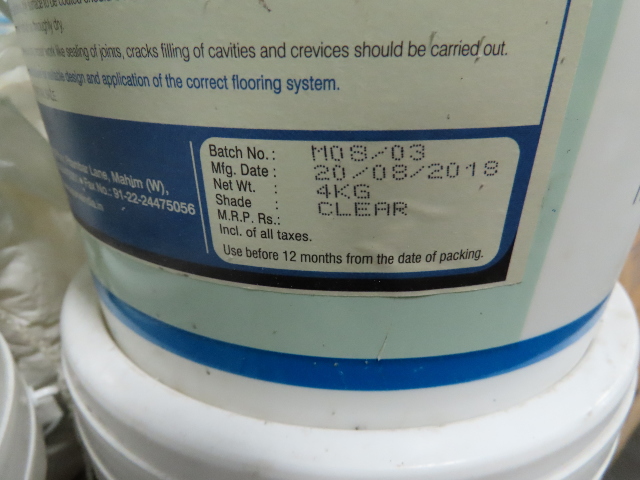 sealing of joints, cracks filling of cavities and crevices should be carried out.
design and application of the correct flooring system.
Lane, Mahim (W),
Fax No.: 91-22-24475056
Batch No.: M08/03
Mfg. Date : 20/08/2018
Net Wt. : 4KG
Shade : CLEAR
M.R.P. Rs.:
Incl. of all taxes.
Use before 12 months from the date of packing.